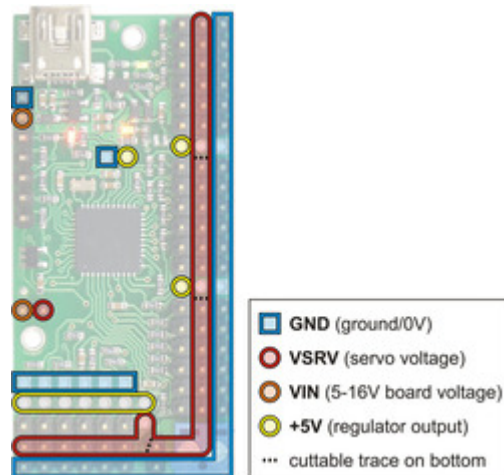 GND (ground/0V)
VSRV (servo voltage)
VIN (5-16V board voltage)
+5V (regulator output)
cuttable trace on bottom